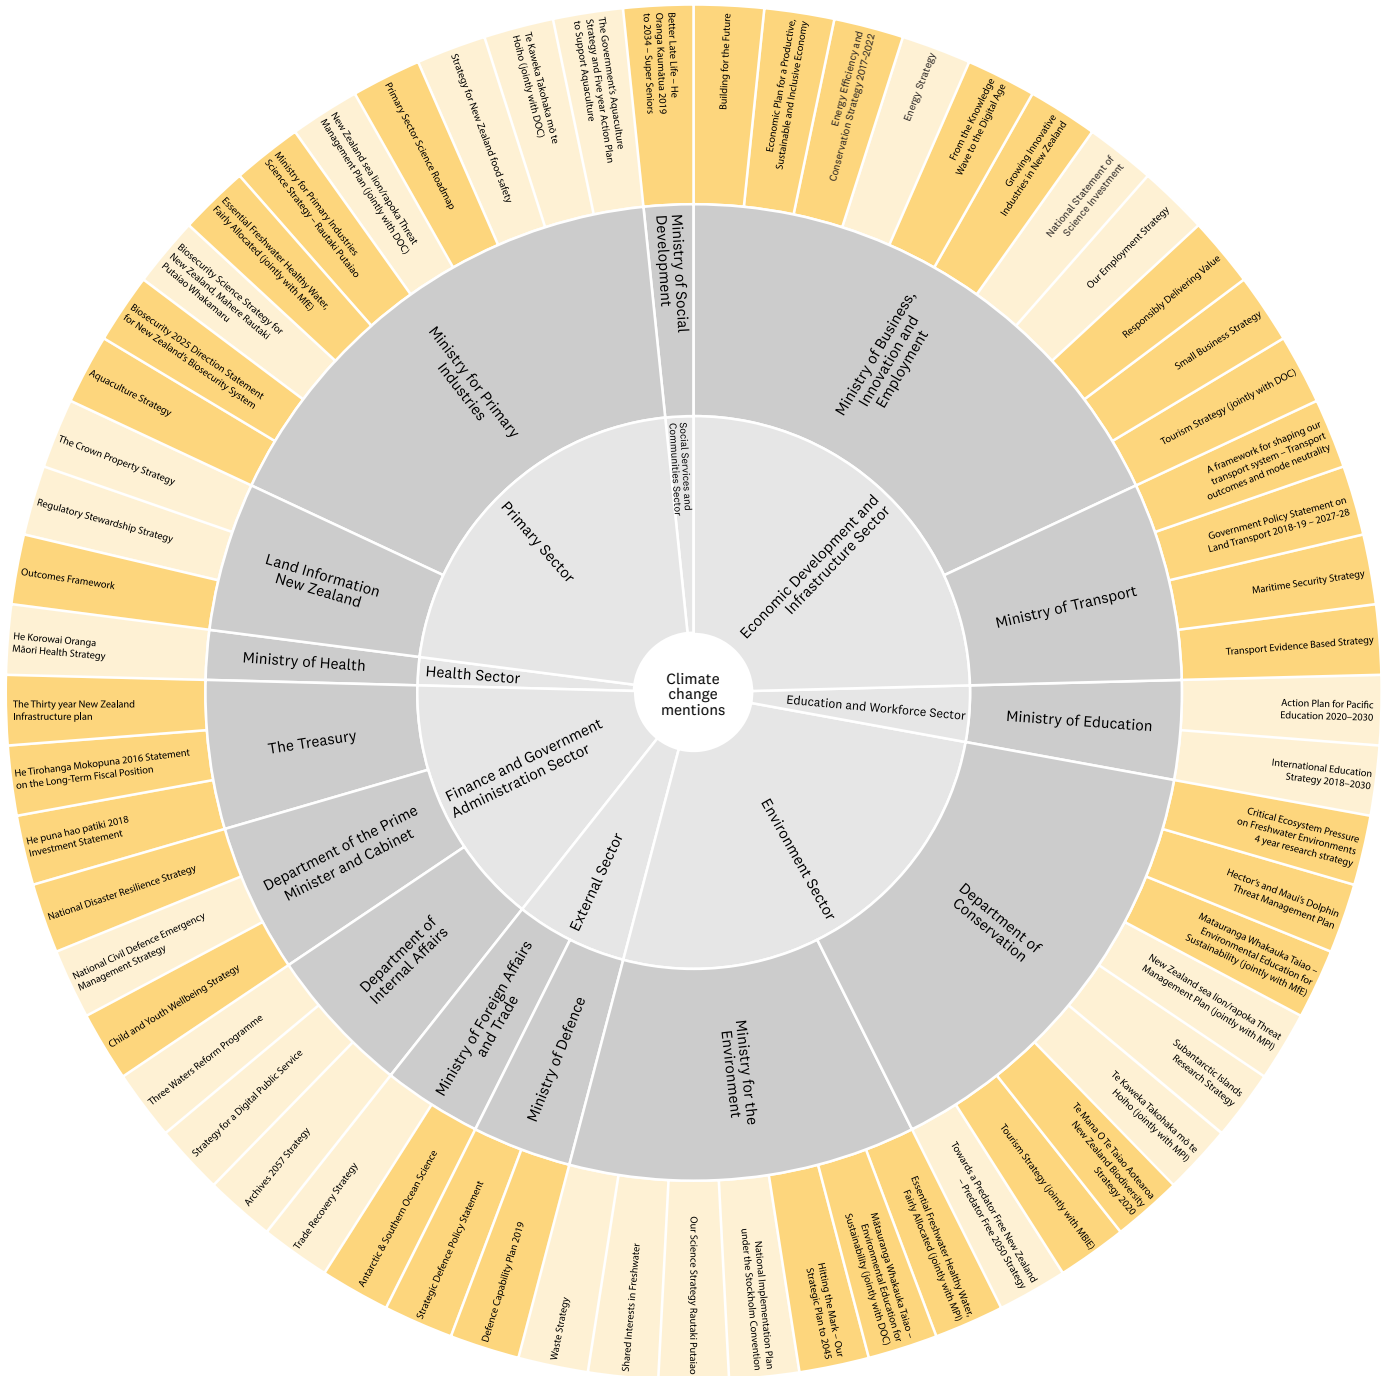 Climate
change
mentions
Economic Development and
Infrastructure Sector
Education and Workforce Sector
Environment Sector
External Sector
Finance and Government
Administration Sector
Health Sector
Primary Sector
Social Services and
Communities Sector
Ministry of Business,
Innovation and
Employment
Ministry of Transport
Ministry of Education
Department of
Conservation
Ministry for the
Environment
Ministry of Defence
Ministry of Foreign Affairs
and Trade
Department of
Internal Affairs
Department of the Prime
Minister and Cabinet
The Treasury
Ministry of Health
Land Information
New Zealand
Ministry for Primary
Industries
Ministry of Social
Development
Building for the Future
Economic Plan for a Productive,
Sustainable and Inclusive Economy
Energy Efficiency and
Conservation Strategy 2017–2022
Energy Strategy
From the Knowledge
Wave to the Digital Age
Growing Innovative
Industries in New Zealand
National Statement of
Science Investment
Our Employment Strategy
Responsibly Delivering Value
Small Business Strategy
Tourism Strategy (jointly with DOC)
A framework for shaping our
transport system – Transport
outcomes and mode neutrality
Government Policy Statement on
Land Transport 2018-19 – 2027-28
Maritime Security Strategy
Transport Evidence Based Strategy
Action Plan for Pacific
Education 2020–2030
International Education
Strategy 2018–2030
Critical Ecosystem Pressure
on Freshwater Environments
4 year research strategy
Hector's and Maui's Dolphin
Threat Management Plan
Matauranga Whakauka Taiao –
Environmental Education for
Sustainability (jointly with MfE)
New Zealand sea lion/rapoka Threat
Management Plan (jointly with MPI)
Subantarctic Islands
Research Strategy
Te Kaweka Takohaka mō te
Hoiho (jointly with MPI)
Te Mana O Te Taiao Aotearoa
New Zealand Biodiversity
Strategy 2020
Tourism Strategy (jointly with MBIE)
Towards a Predator Free New Zealand
– Predator Free 2050 Strategy
Essential Freshwater Healthy Water,
Fairly Allocated (jointly with MPI)
Mātauranga Whakauka Taiao –
Environmental Education for
Sustainability (jointly with DOC)
Hitting the Mark – Our
Strategic Plan to 2045
National Implementation Plan
under the Stockholm Convention
Our Science Strategy Rautaki Putaiao
Shared Interests in Freshwater
Waste Strategy
Defence Capability Plan 2019
Strategic Defence Policy Statement
Antarctic & Southern Ocean Science
Trade Recovery Strategy
Archives 2057 Strategy
Strategy for a Digital Public Service
Three Waters Reform Programme
Child and Youth Wellbeing Strategy
National Civil Defence Emergency
Management Strategy
National Disaster Resilience Strategy
He puna hao patiki 2018
Investment Statement
He Tirohanga Mokopuna 2016 Statement
on the Long-Term Fiscal Position
The Thirty year New Zealand
Infrastructure plan
He Korowai Oranga
Māori Health Strategy
Outcomes Framework
Regulatory Stewardship Strategy
The Crown Property Strategy
Aquaculture Strategy
Biosecurity 2025 Direction Statement
for New Zealand's Biosecurity System
Biosecurity Science Strategy for
New Zealand, Mahere Rautaki
Putaiao Whakamaru
Essential Freshwater Healthy Water,
Fairly Allocated (jointly with MfE)
Ministry for Primary Industries
Science Strategy – Rautaki Putaiao
New Zealand sea lion/rapoka Threat
Management Plan (jointly with DOC)
Primary Sector Science Roadmap
Strategy for New Zealand food safety
Te Kaweka Takohaka mō te
Hoiho (jointly with DOC)
The Government's Aquaculture
Strategy and Five year Action Plan
to Support Aquaculture
Better Late Life – He
Oranga Kaumātua 2019
to 2034 – Super Seniors